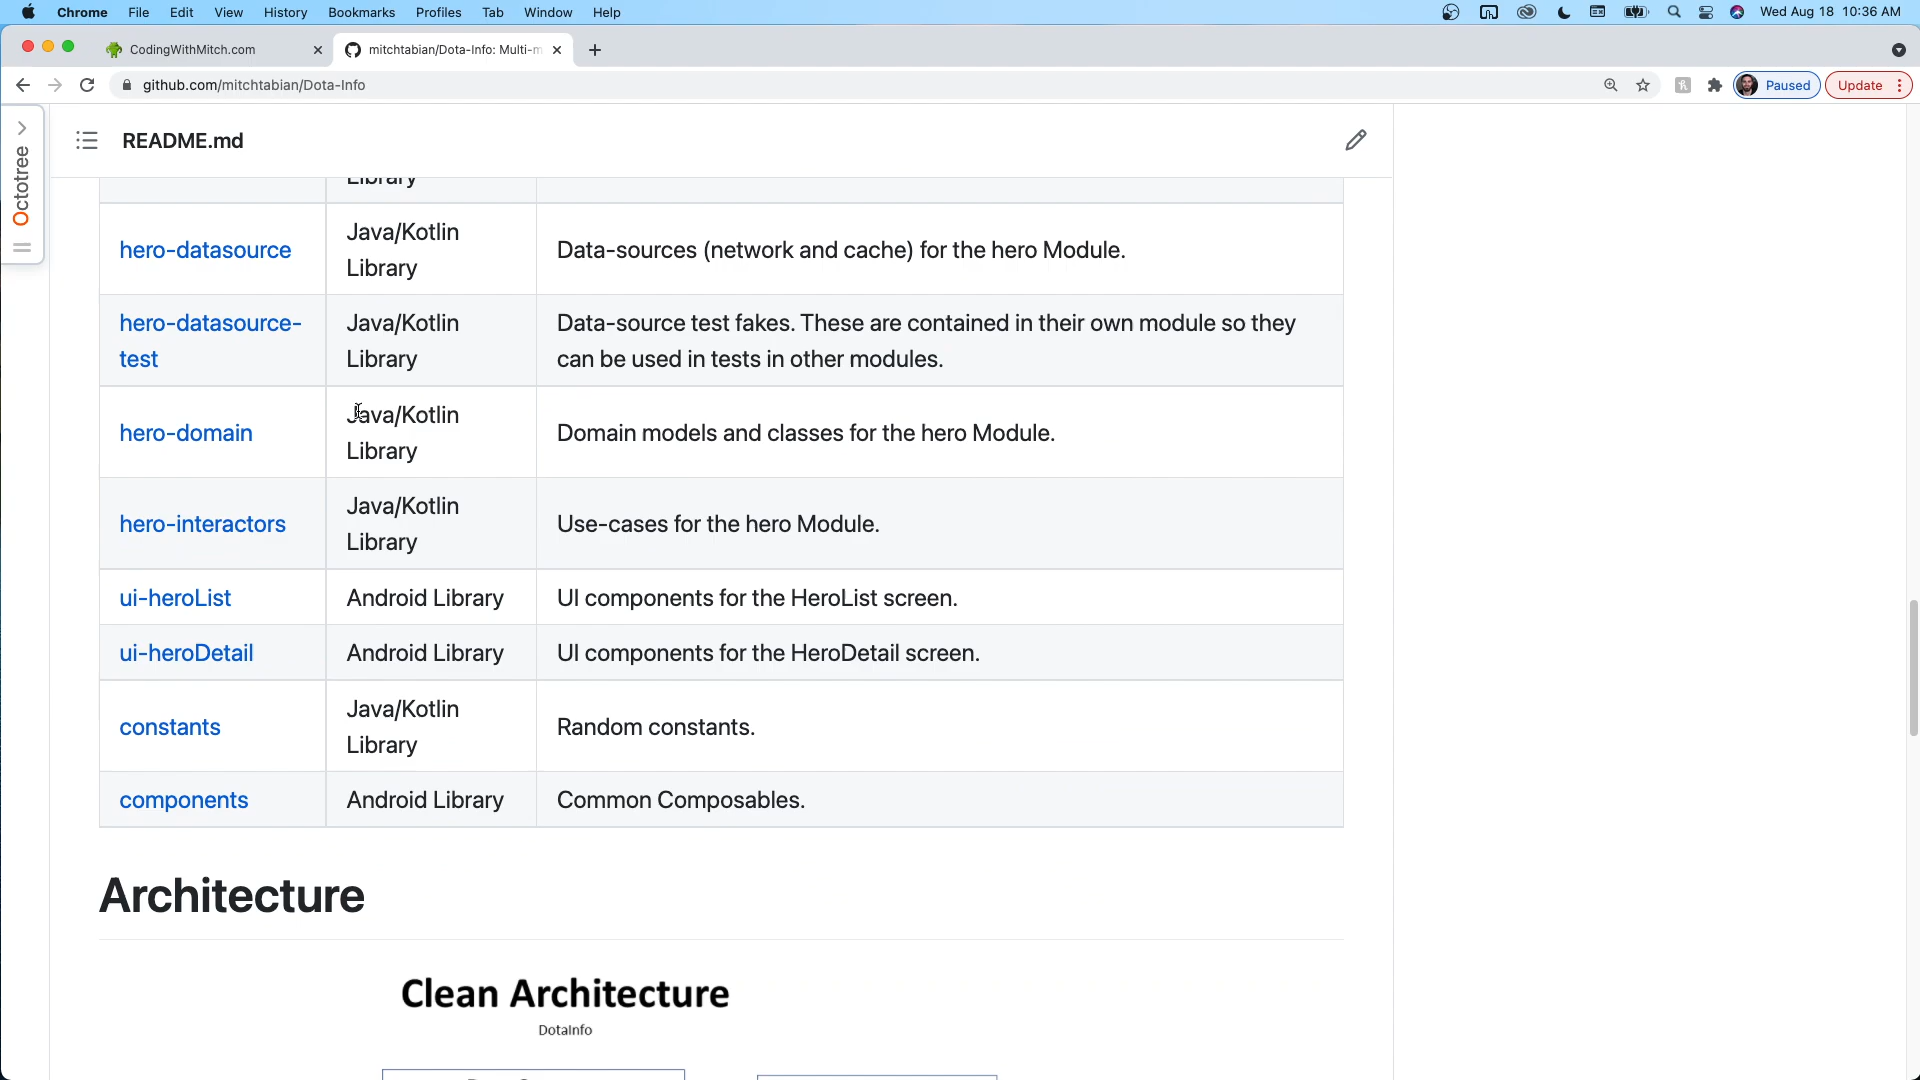 Chrome File Edit View History Bookmarks Profiles Tab Window Help Wed Aug 18 10:36 AM
CodingWithMitch.com mitchtabian/Dota-Info: Multi-m
github.com/mitchtabian/Dota-Info Paused Update
Octotree
README.md
Library
hero-datasource Java/Kotlin Library Data-sources (network and cache) for the hero Module.
hero-datasource-test Java/Kotlin Library Data-source test fakes. These are contained in their own module so they
can be used in tests in other modules.
hero-domain Java/Kotlin Library Domain models and classes for the hero Module.
hero-interactors Java/Kotlin Library Use-cases for the hero Module.
ui-heroList Android Library UI components for the HeroList screen.
ui-heroDetail Android Library UI components for the HeroDetail screen.
constants Java/Kotlin Library Random constants.
components Android Library Common Composables.
Architecture
Clean Architecture
DotaInfo